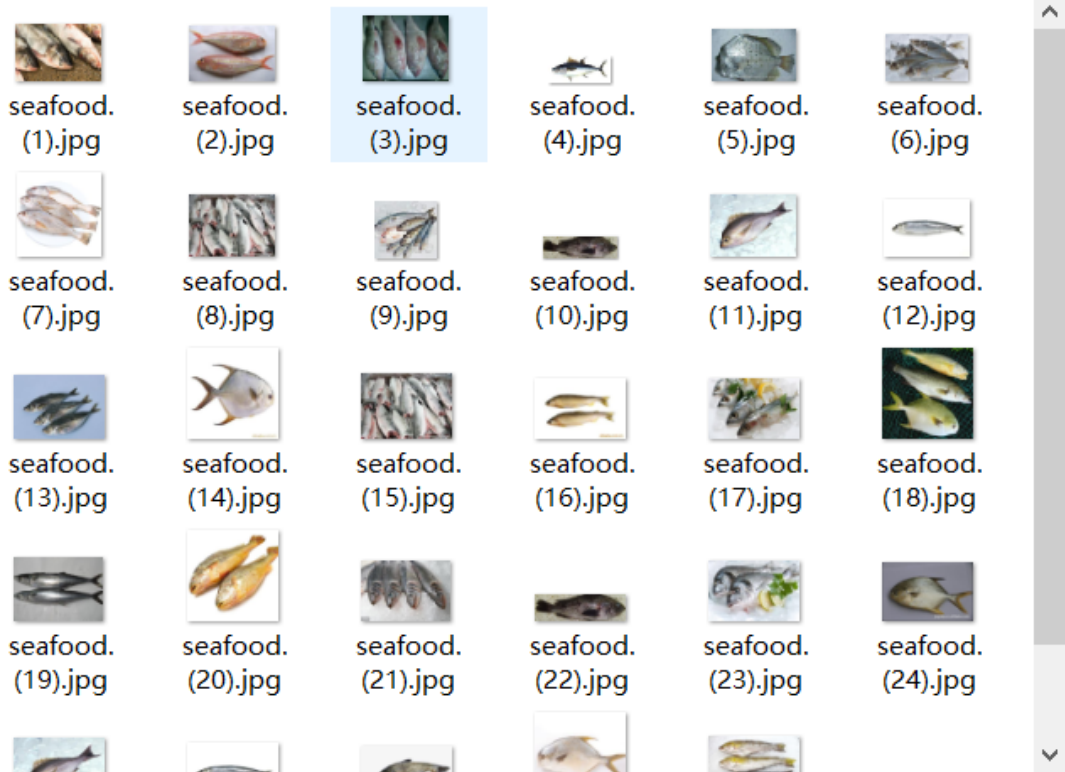 seafood. seafood. seafood. seafood. seafood. seafood.
(1).jpg (2).jpg (3).jpg (4).jpg (5).jpg (6).jpg
seafood. seafood. seafood. seafood. seafood. seafood.
(7).jpg (8).jpg (9).jpg (10).jpg (11).jpg (12).jpg
seafood. seafood. seafood. seafood. seafood. seafood.
(13).jpg (14).jpg (15).jpg (16).jpg (17).jpg (18).jpg
seafood. seafood. seafood. seafood. seafood. seafood.
(19).jpg (20).jpg (21).jpg (22).jpg (23).jpg (24).jpg